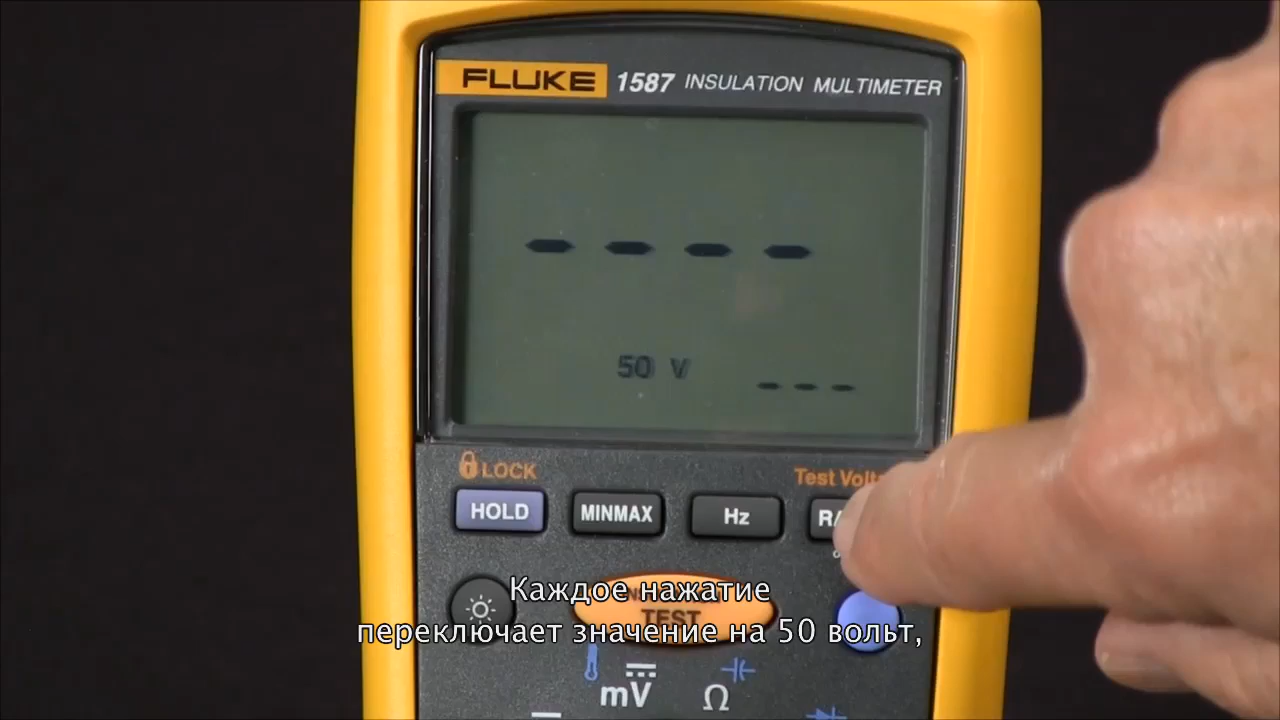 FLUKE 1587 INSULATION MULTIMETER
50 V
LOCK Test
HOLD MINMAX Hz
Каждое нажатие
TEST
переключает значение на 50 вольт,
mV Ω